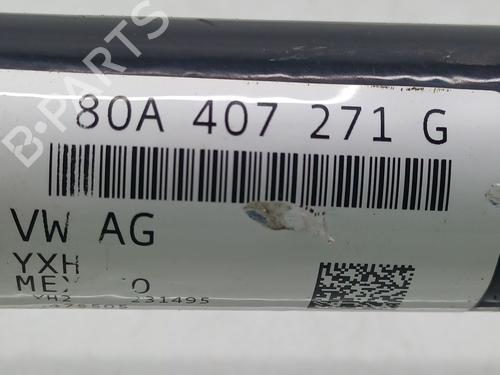 B-PARTS
80A 407 271 G
VW AG
YXH
231495